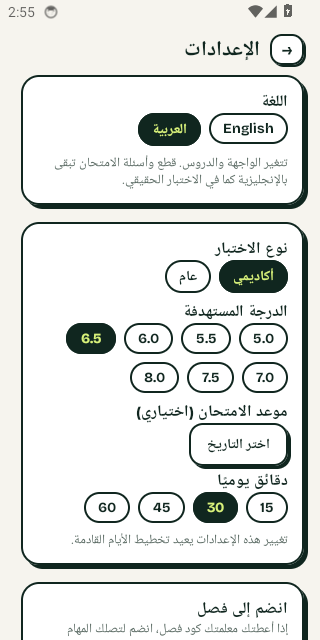 2:55
الإعدادات
اللغة
English العربية
تتغير الواجهة والدروس. قطع وأسئلة الامتحان تبقى
بالإنجليزية كما في الاختبار الحقيقي.
نوع الاختبار
أكاديمي عام
الدرجة المستهدفة
5.0 5.5 6.0 6.5
7.0 7.5 8.0
موعد الامتحان (اختياري)
اختر التاريخ
دقائق يوميًا
15 30 45 60
تغيير هذه الإعدادات يعيد تخطيط الأيام القادمة.
انضم إلى فصل
إذا أعطتك معلمتك كود فصل، انضم لتصلك المهام